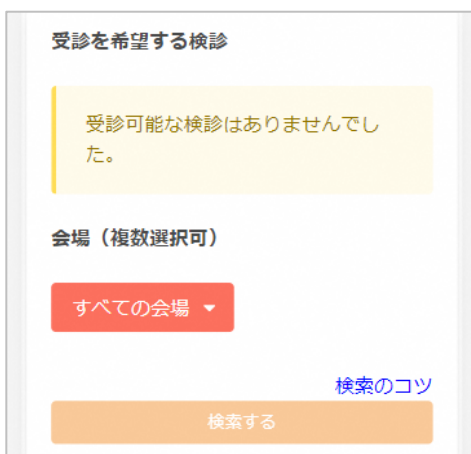 受診を希望する検診
受診可能な検診はありませんでし
た。
会場（複数選択可）
すべての会場
検索のコツ
検索する